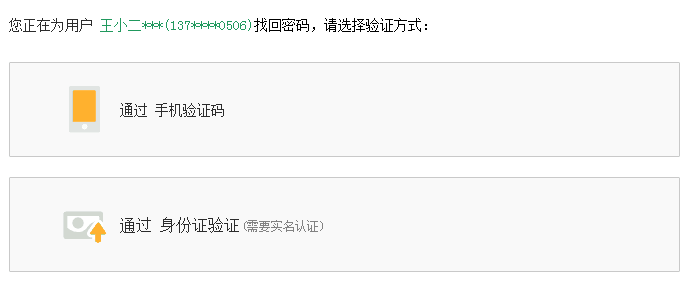 您正在为用户 王小二***(137****0506)找回密码，请选择验证方式：
通过 手机验证码
通过 身份证验证(需要实名认证)